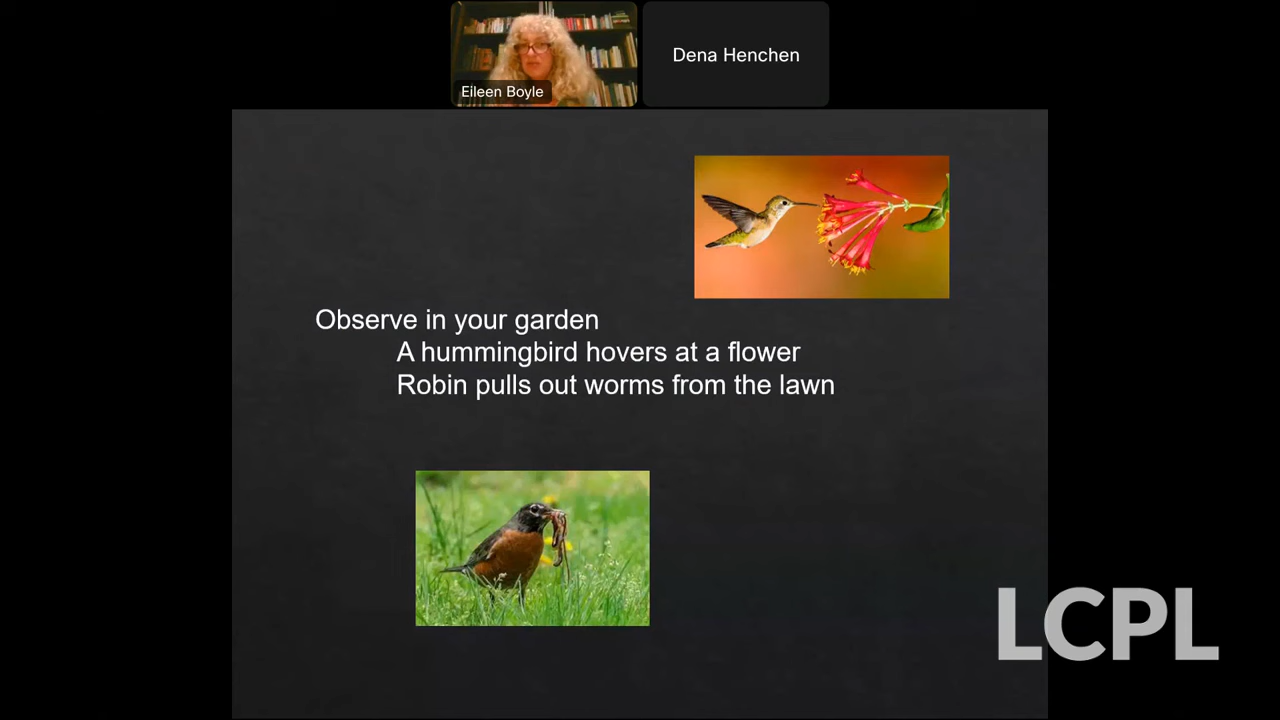 Eileen Boyle
Dena Henchen
Observe in your garden
A hummingbird hovers at a flower
Robin pulls out worms from the lawn
LCPL